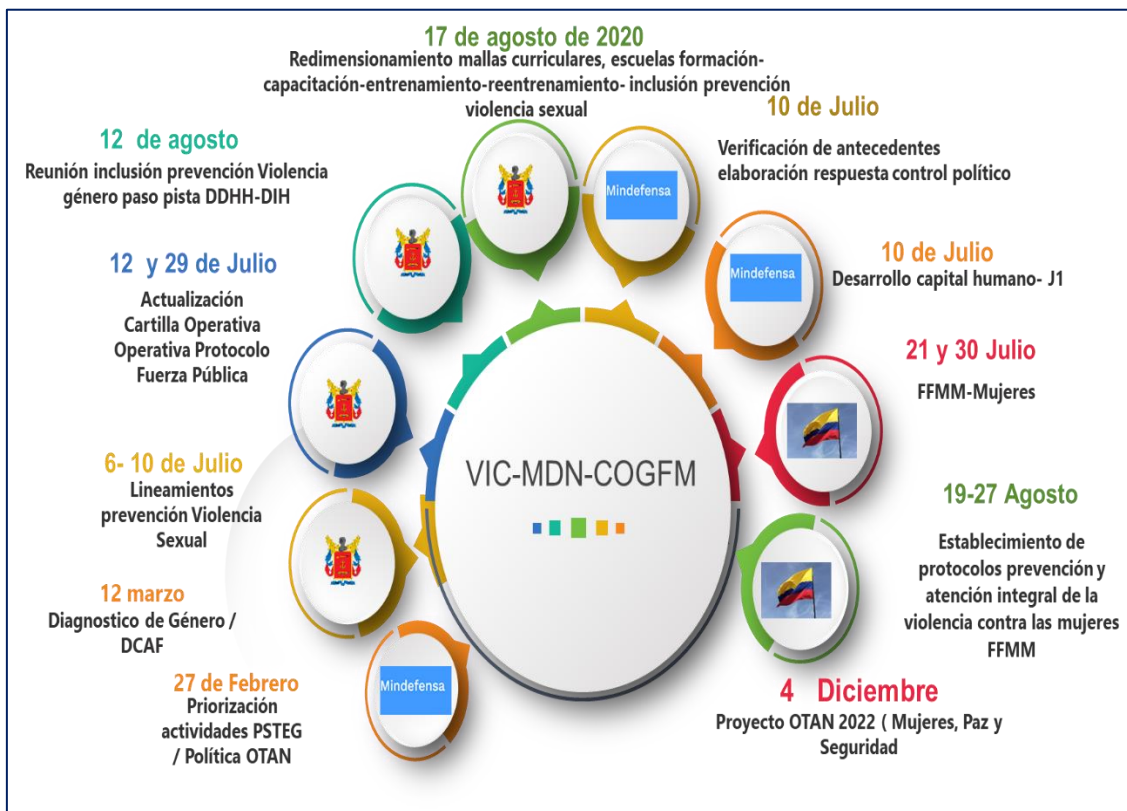 17 de agosto de 2020
Redimensionamiento mallas curriculares, escuelas formación-
capacitación-entrenamiento-reentrenamiento- inclusión prevención
violencia sexual
12 de agosto
Reunión inclusión prevención Violencia
género paso pista DDHH-DIH
12 y 29 de Julio
Actualización
Cartilla Operativa
Operativa Protocolo
Fuerza Pública
6- 10 de Julio
Lineamientos
prevención Violencia
Sexual
12 marzo
Diagnostico de Género /
DCAF
27 de Febrero
Priorización
actividades PSTEG
/ Política OTAN
Mindefensa
VIC-MDN-COGFM
10 de Julio
Verificación de antecedentes
elaboración respuesta control político
Mindefensa
10 de Julio
Desarrollo capital humano- J1
Mindefensa
21 y 30 Julio
FFMM-Mujeres
19-27 Agosto
Establecimiento de
protocolos prevención y
atención integral de la
violencia contra las mujeres
FFMM
4 Diciembre
Proyecto OTAN 2022 ( Mujeres, Paz y
Seguridad